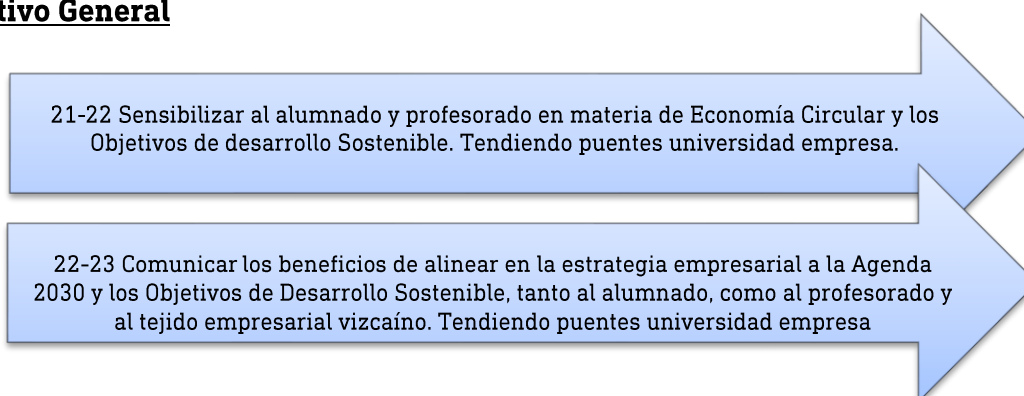 tivo General
21-22 Sensibilizar al alumnado y profesorado en materia de Economía Circular y los
Objetivos de desarrollo Sostenible. Tendiendo puentes universidad empresa.
22-23 Comunicar los beneficios de alinear en la estrategia empresarial a la Agenda
2030 y los Objetivos de Desarrollo Sostenible, tanto al alumnado, como al profesorado y
al tejido empresarial vizcaíno. Tendiendo puentes universidad empresa